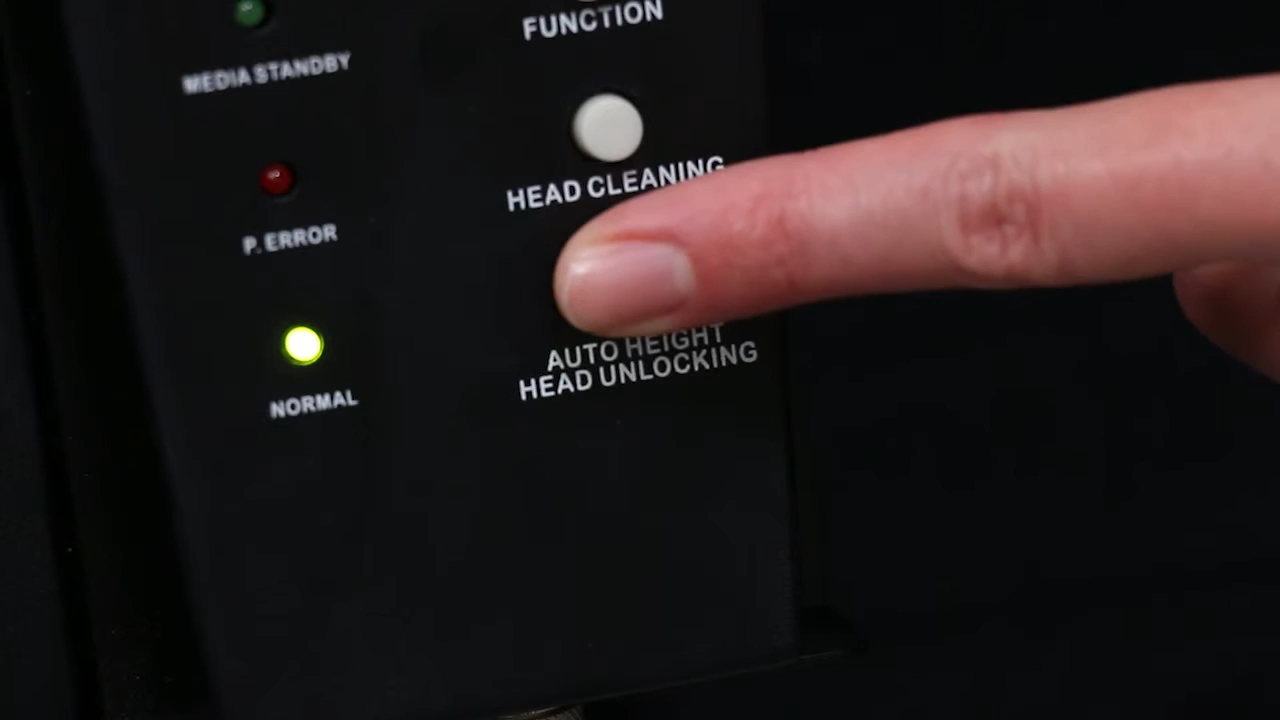 MEDIA STANDBY
P. ERROR
NORMAL
FUNCTION
HEAD CLEANING
AUTO HEIGHT
HEAD UNLOCKING